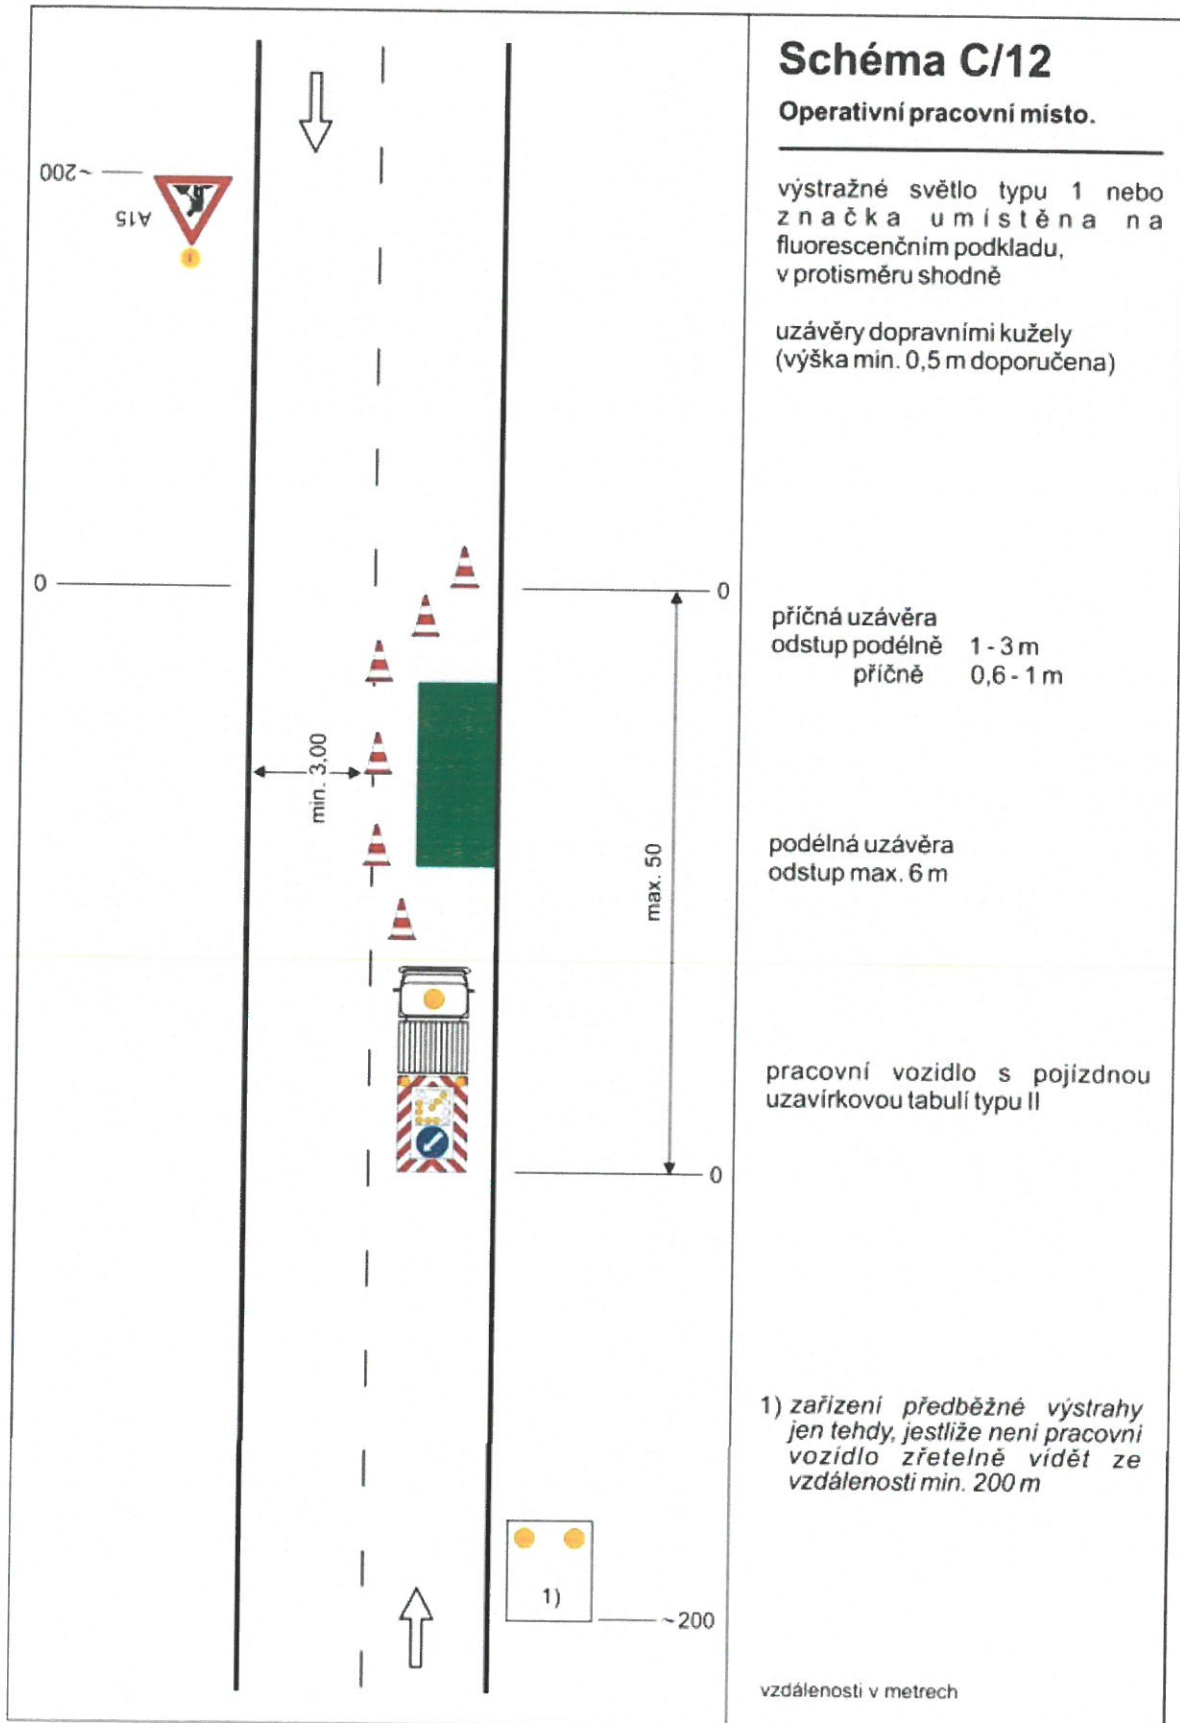 Schéma C/12
Operativní pracovní místo.
výstražné světlo typu 1 nebo
značka umístěna na
fluorescenčním podkladu,
v protisměru shodně
uzávěry dopravními kužely
(výška min. 0,5 m doporučena)
příčná uzávěra
odstup podélně 1 - 3 m
příčně 0,6 - 1 m
podélná uzávěra
odstup max. 6 m
pracovní vozidlo s pojízdnou
uzavírkovou tabulí typu II
1) zařízení předběžné výstrahy
jen tehdy, jestliže není pracovní
vozidlo zřetelně vidět ze
vzdálenosti min. 200 m
vzdálenosti v metrech
~200
A15
0
0
min. 3,00
max. 50
0
1)
~200